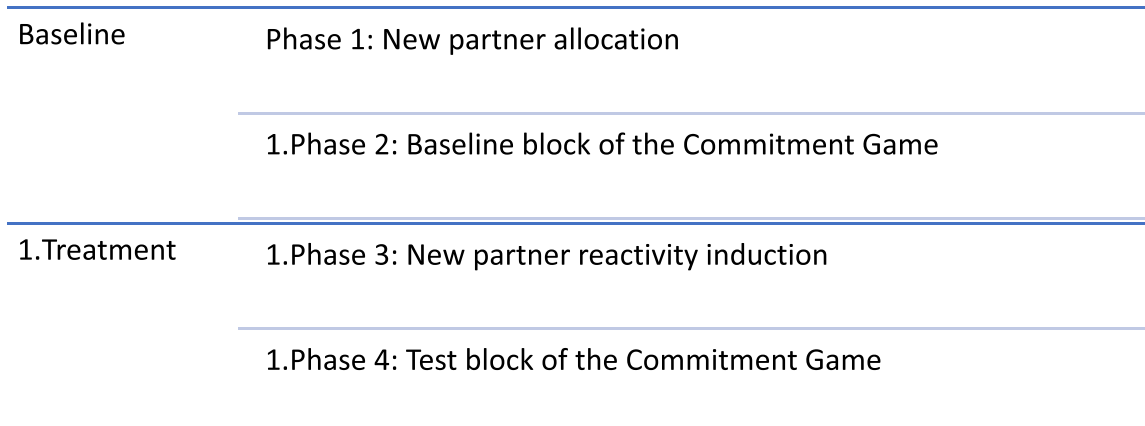 Baseline
Phase 1: New partner allocation
1.Phase 2: Baseline block of the Commitment Game
1.Treatment
1.Phase 3: New partner reactivity induction
1.Phase 4: Test block of the Commitment Game